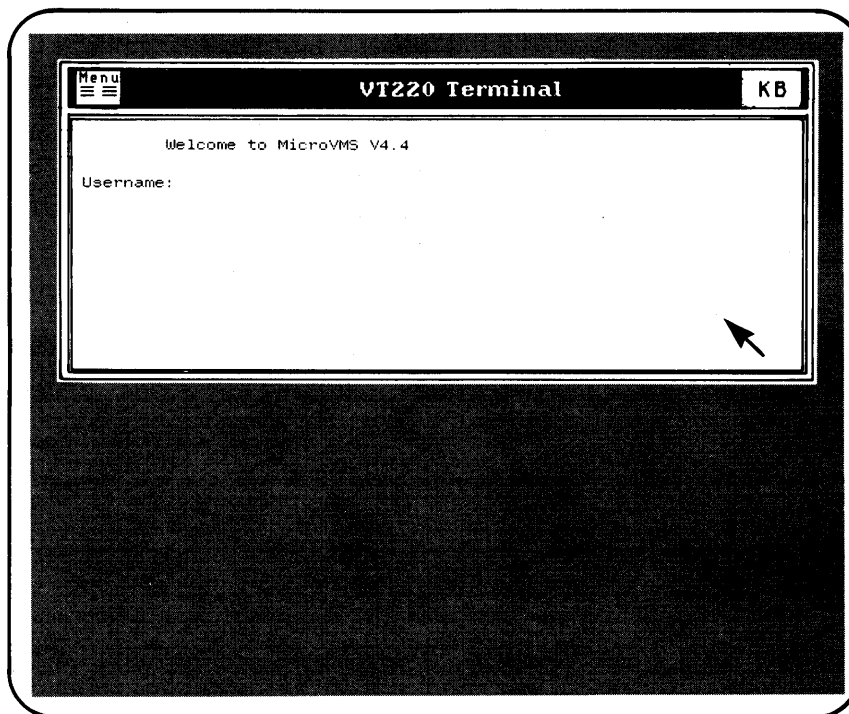 Menu
VT220 Terminal
KB
Welcome to MicroVMS V4.4
Username: